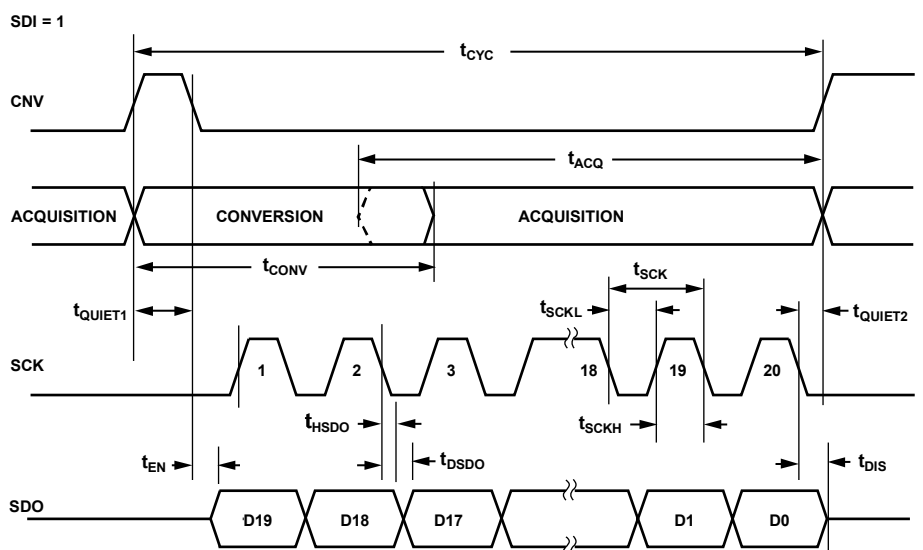 SDI = 1
tCYC
CNV
tACQ
ACQUISITION CONVERSION ACQUISITION
tCONV
tSCK
tQUIET1
tSCKL
tQUIET2
SCK
1 2 3 18 19 20
tHSDO
tSCKH
tEN
tDSDO
tDIS
SDO
D19 D18 D17 D1 D0